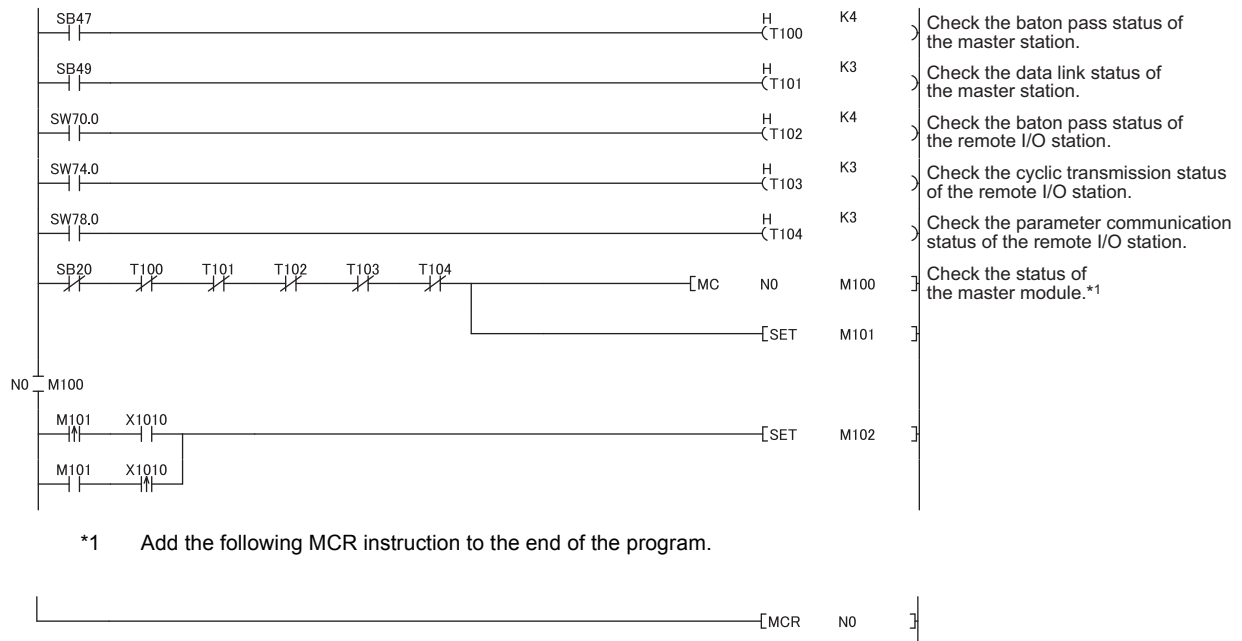 SB47 H K4
(T100 ) Check the baton pass status of
the master station.
SB49 H K3
(T101 ) Check the data link status of
the master station.
SW70.0 H K4
(T102 ) Check the baton pass status of
the remote I/O station.
SW74.0 H K3
(T103 ) Check the cyclic transmission status
of the remote I/O station.
SW78.0 H K3
(T104 ) Check the parameter communication
status of the remote I/O station.
SB20 T100 T101 T102 T103 T104 [MC N0 M100 ] Check the status of
the master module.*1
[SET M101 ]
N0 M100
M101 X1010 [SET M102 ]
M101 X1010
*1 Add the following MCR instruction to the end of the program.
[MCR N0 ]